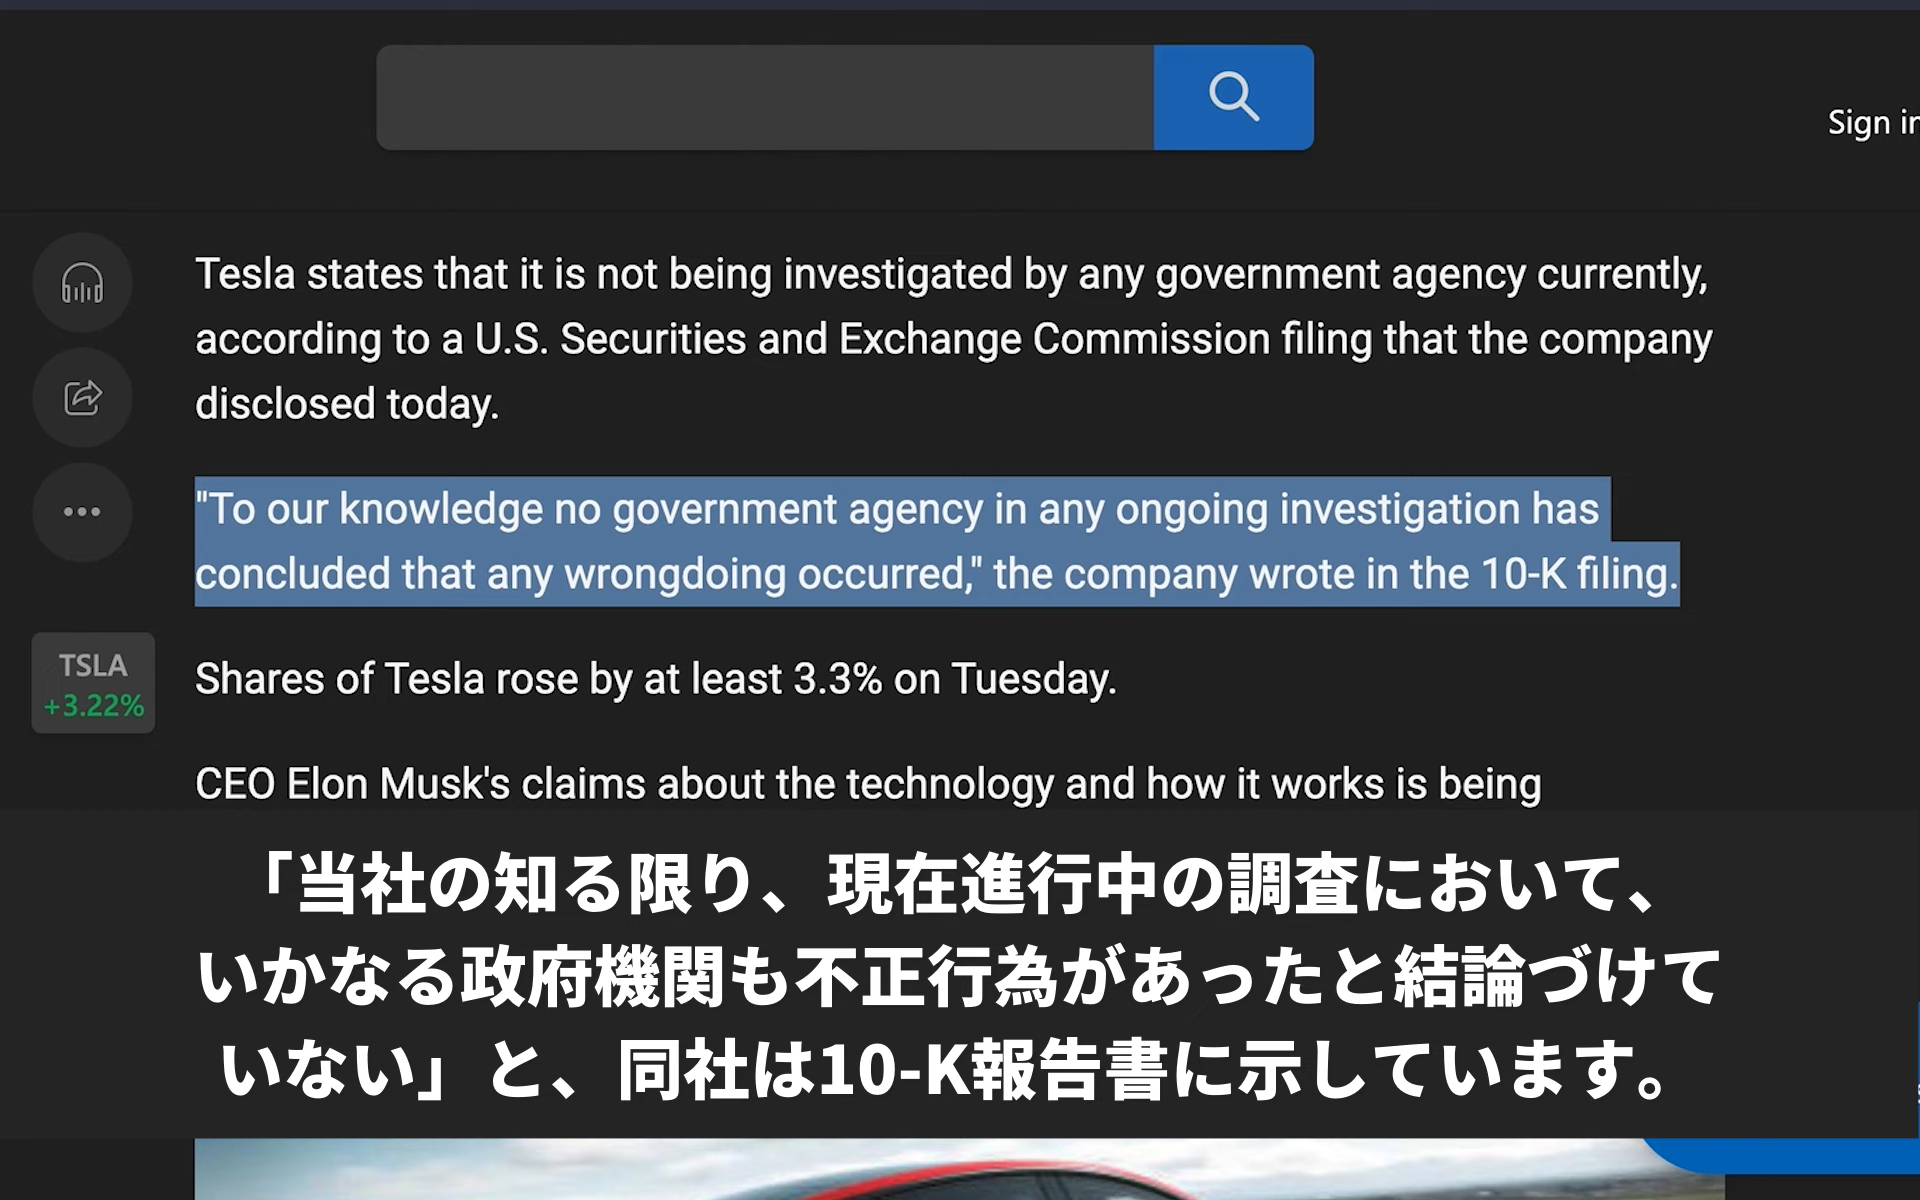 Sign in
Tesla states that it is not being investigated by any government agency currently,
according to a U.S. Securities and Exchange Commission filing that the company
disclosed today.
"To our knowledge no government agency in any ongoing investigation has
concluded that any wrongdoing occurred," the company wrote in the 10-K filing.
TSLA
+3.22%
Shares of Tesla rose by at least 3.3% on Tuesday.
CEO Elon Musk's claims about the technology and how it works is being
「当社の知る限り、現在進行中の調査において、
いかなる政府機関も不正行為があったと結論づけて
いない」と、同社は10-K報告書に示しています。